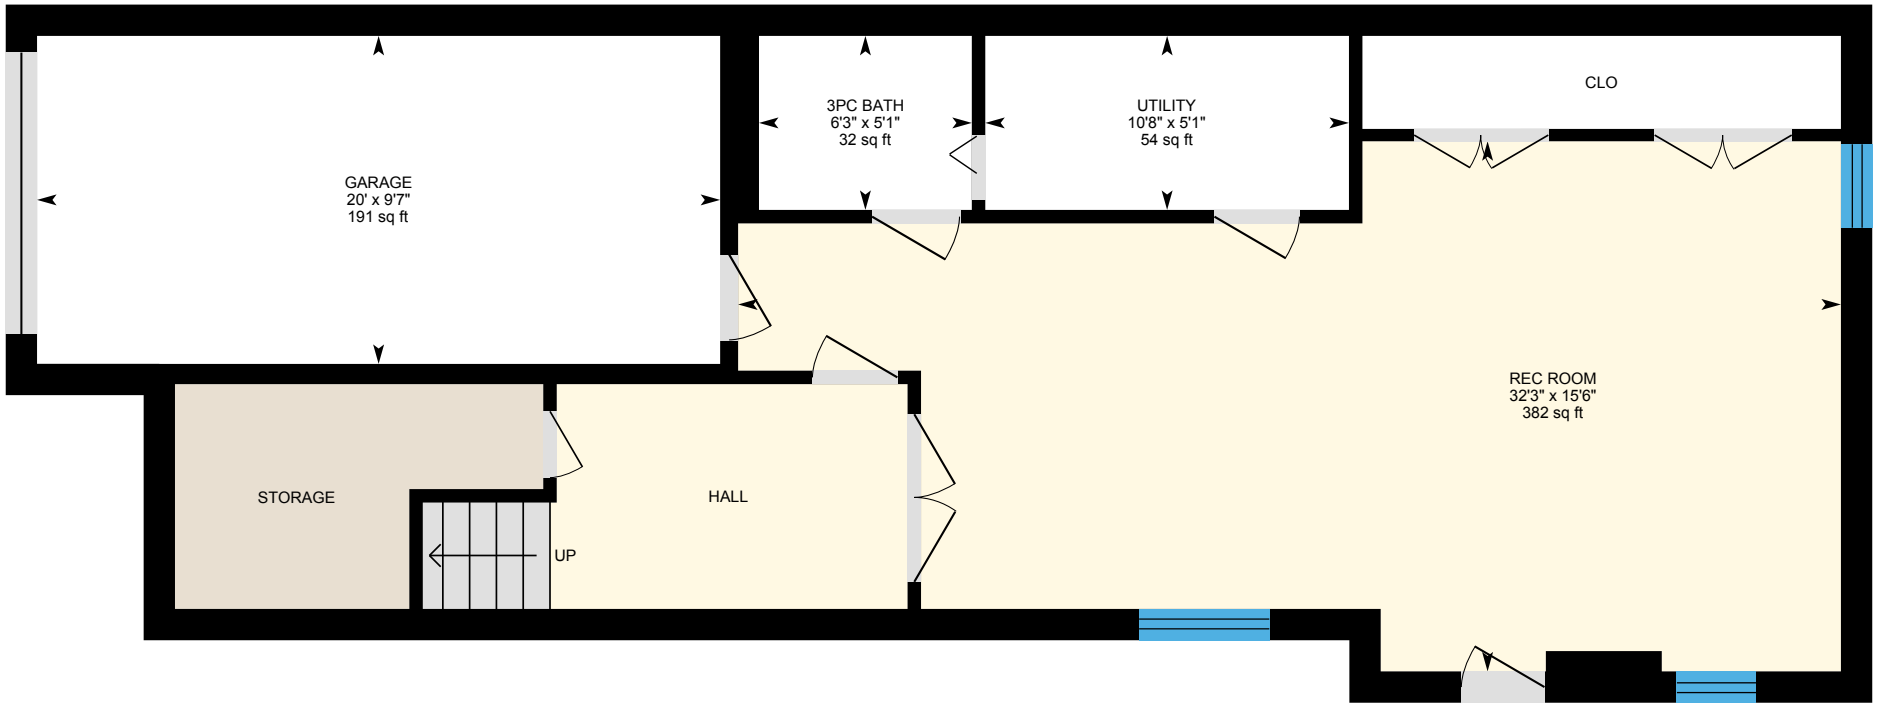 CLO
3PC BATH
6'3" x 5'1"
32 sq ft
UTILITY
10'8" x 5'1"
54 sq ft
GARAGE
20' x 9'7"
191 sq ft
REC ROOM
32'3" x 15'6"
382 sq ft
STORAGE
HALL
UP